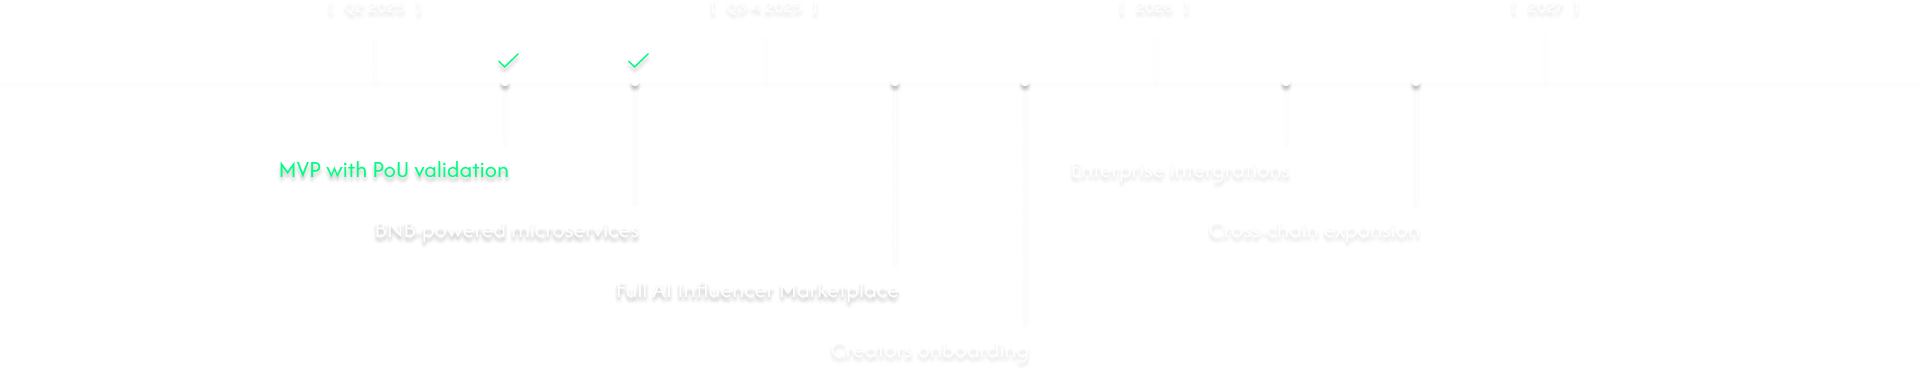 [ Q2 2025 ]
[ Q3-4 2025 ]
[ 2026 ]
[ 2027 ]
MVP with PoU validation
Enterprise intergrations
BNB-powered microservices
Cross-chain expansion
Full AI Influencer Marketplace
Creators onboarding